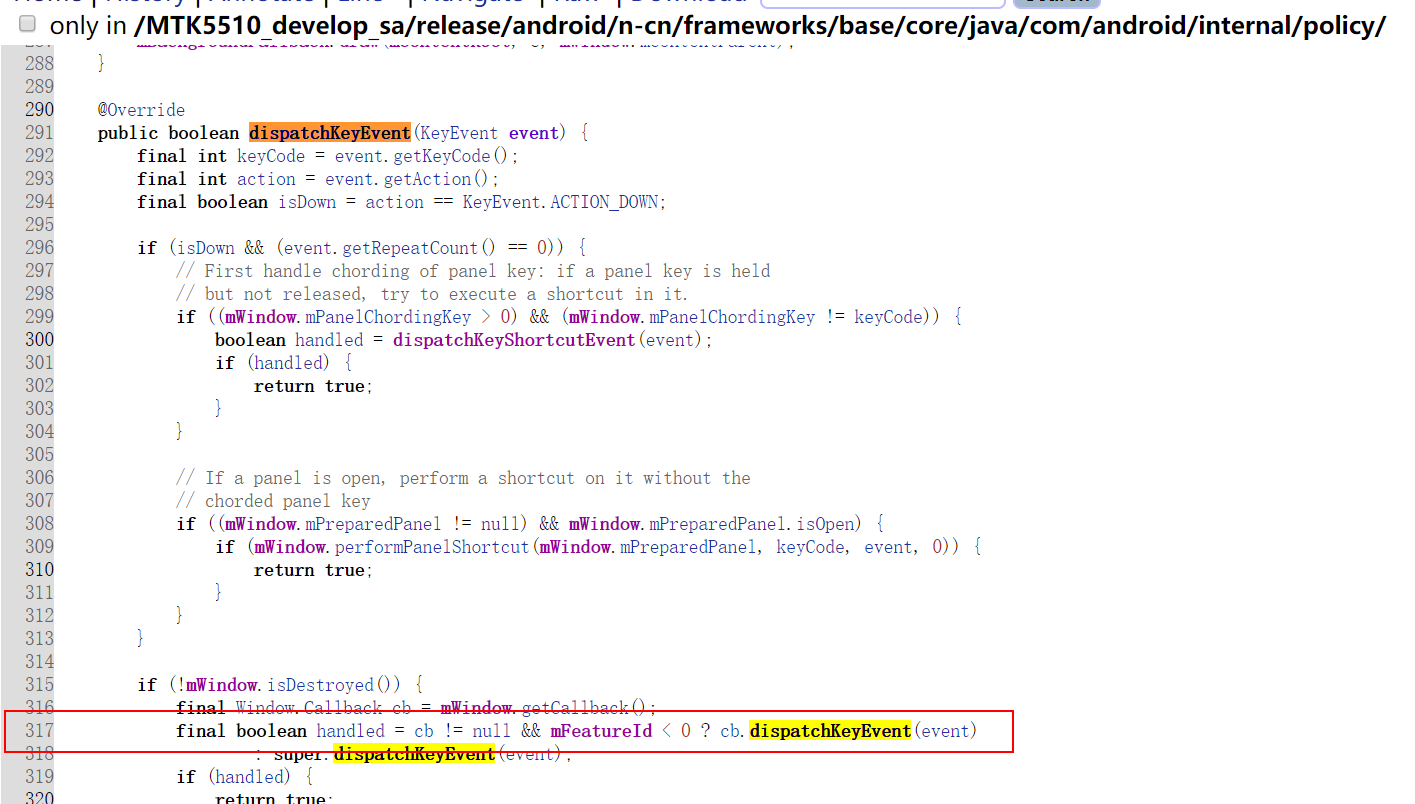 Home | History | Annotate | Line | Navigate | Raw | Download Search
only in /MTK5510_develop_sa/release/android/n-cn/frameworks/base/core/java/com/android/internal/policy/
287 mBackgroundFallback.draw(mContentRoot, c, mWindow.mContentParent);
288 }
289
290 @Override
291 public boolean dispatchKeyEvent(KeyEvent event) {
292 final int keyCode = event.getKeyCode();
293 final int action = event.getAction();
294 final boolean isDown = action == KeyEvent.ACTION_DOWN;
295
296 if (isDown && (event.getRepeatCount() == 0)) {
297 // First handle chording of panel key: if a panel key is held
298 // but not released, try to execute a shortcut in it.
299 if ((mWindow.mPanelChordingKey > 0) && (mWindow.mPanelChordingKey != keyCode)) {
300 boolean handled = dispatchKeyShortcutEvent(event);
301 if (handled) {
302 return true;
303 }
304 }
305
306 // If a panel is open, perform a shortcut on it without the
307 // chorded panel key
308 if ((mWindow.mPreparedPanel != null) && mWindow.mPreparedPanel.isOpen) {
309 if (mWindow.performPanelShortcut(mWindow.mPreparedPanel, keyCode, event, 0)) {
310 return true;
311 }
312 }
313 }
314
315 if (!mWindow.isDestroyed()) {
316 final Window.Callback cb = mWindow.getCallback();
317 final boolean handled = cb != null && mFeatureId < 0 ? cb.dispatchKeyEvent(event)
318 : super.dispatchKeyEvent(event);
319 if (handled) {
320 return true;